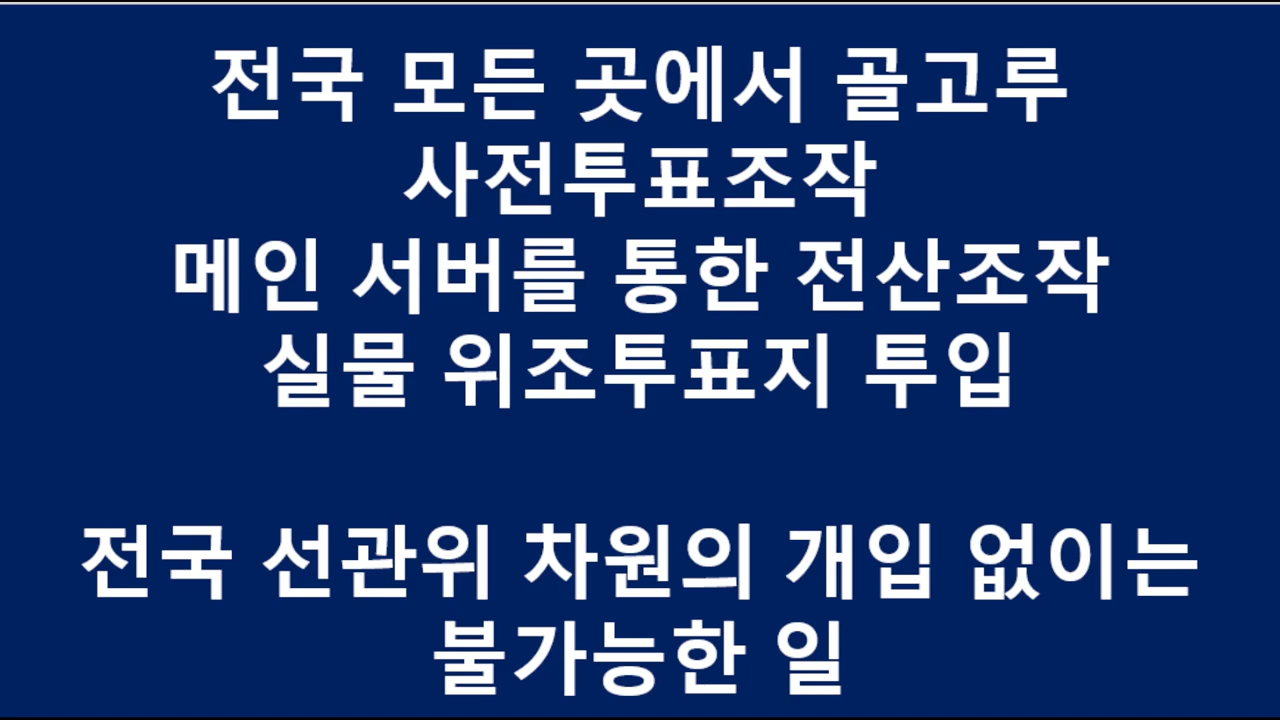 전국 모든 곳에서 골고루
사전투표조작
메인 서버를 통한 전산조작
실물 위조투표지 투입
전국 선관위 차원의 개입 없이는
불가능한 일